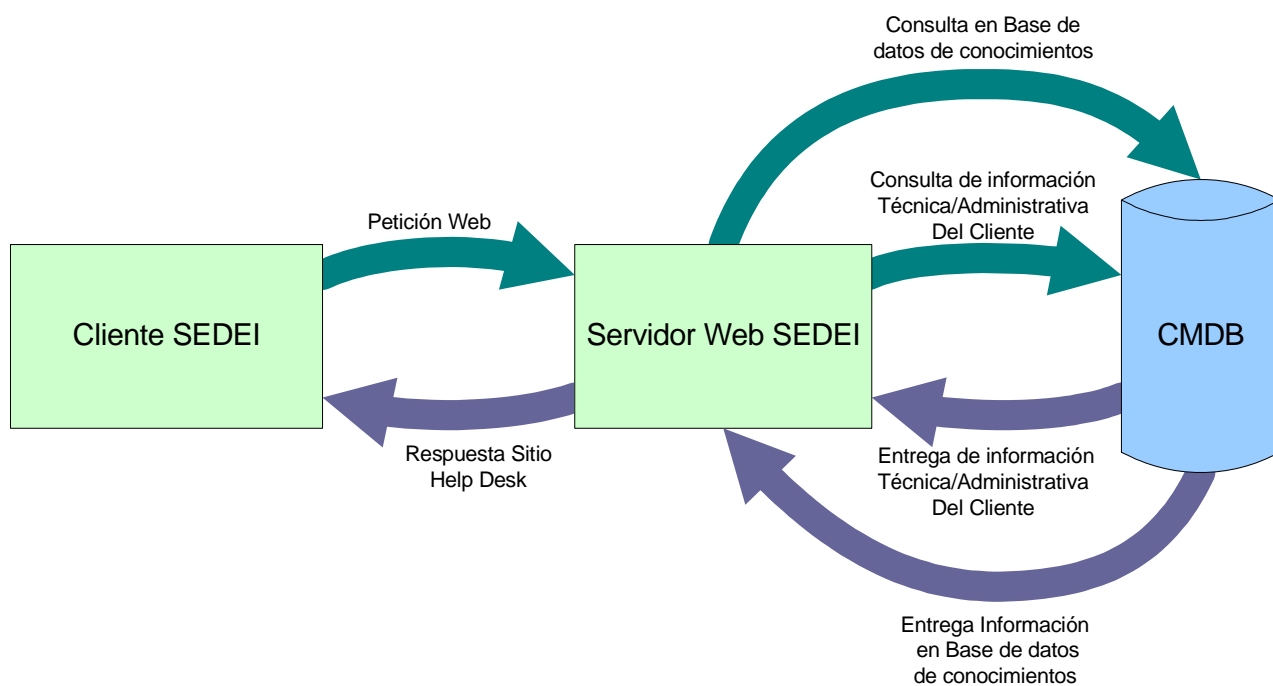 Consulta en Base de
datos de conocimientos
Consulta de información
Técnica/Administrativa
Del Cliente
Petición Web
Cliente SEDEI
Servidor Web SEDEI
CMDB
Respuesta Sitio
Help Desk
Entrega de información
Técnica/Administrativa
Del Cliente
Entrega Información
en Base de datos
de conocimientos